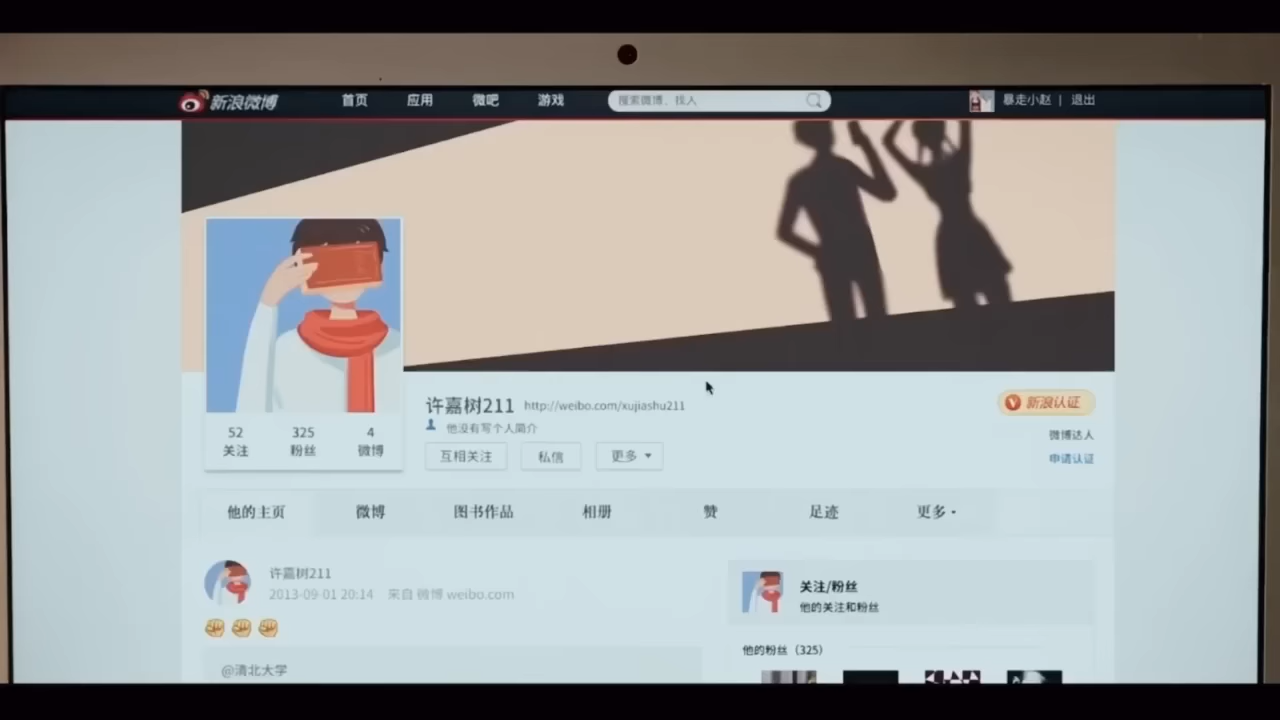 新浪微博 首页 应用 微吧 游戏 搜索微博、找人 暴走小赵 | 退出
许嘉树211 http://weibo.com/xujiashu211
他没有写个人简介
新浪认证
微博达人
申请认证
52 325 4
关注 粉丝 微博
互相关注 私信 更多
他的主页 微博 图书作品 相册 赞 足迹 更多
许嘉树211
2013-09-01 20:14 来自 微博 weibo.com
@清北大学
关注/粉丝
他的关注和粉丝
他的粉丝（325）